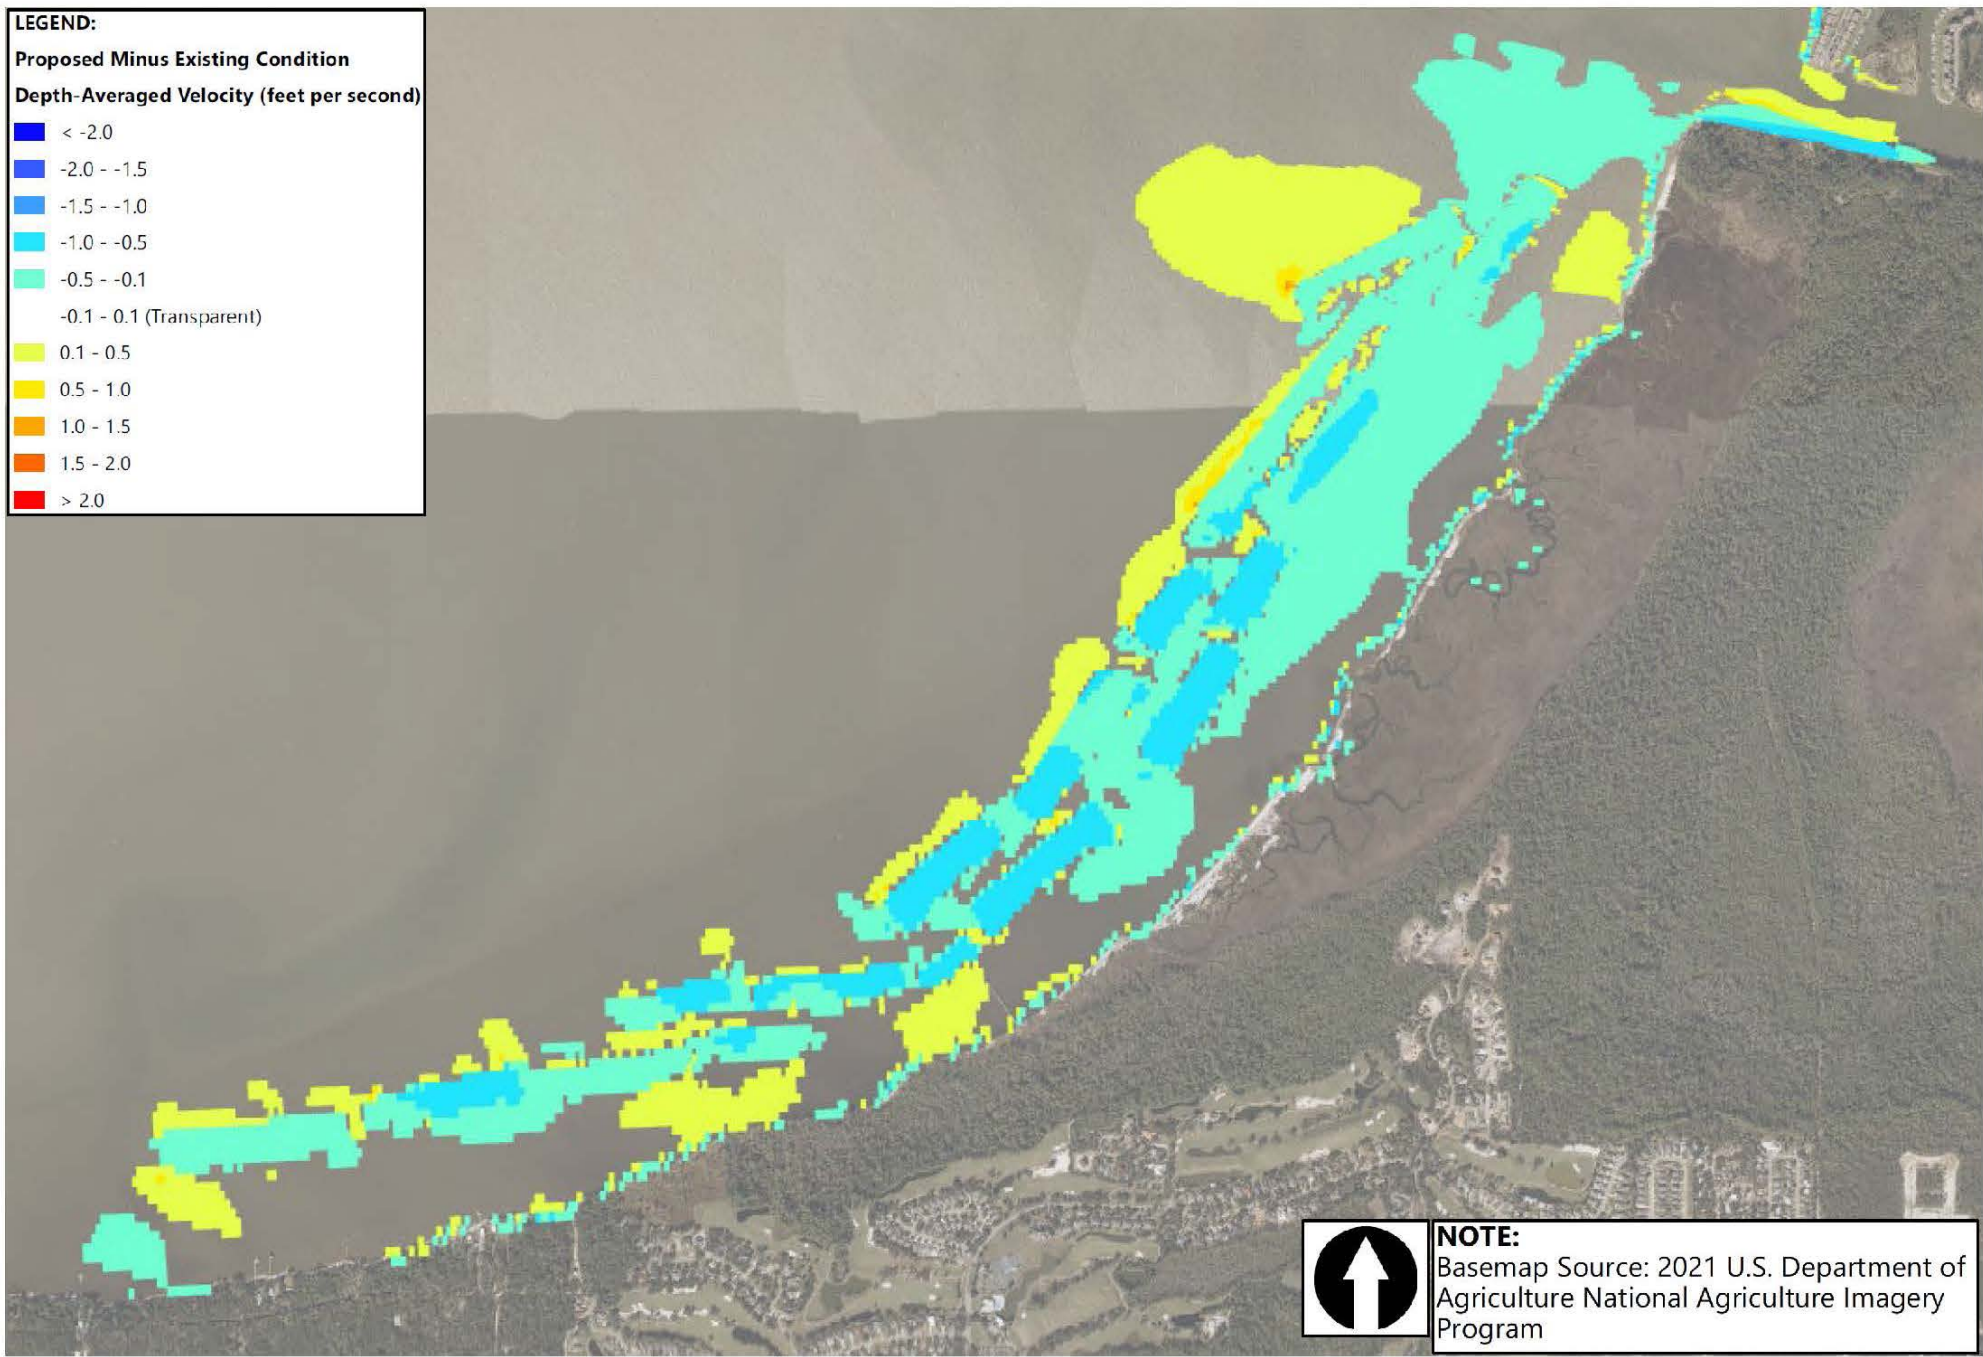 LEGEND:
Proposed Minus Existing Condition
Depth-Averaged Velocity (feet per second)
< -2.0
-2.0 - -1.5
-1.5 - -1.0
-1.0 - -0.5
-0.5 - -0.1
-0.1 - 0.1 (Transparent)
0.1 - 0.5
0.5 - 1.0
1.0 - 1.5
1.5 - 2.0
> 2.0
NOTE:
Basemap Source: 2021 U.S. Department of
Agriculture National Agriculture Imagery
Program